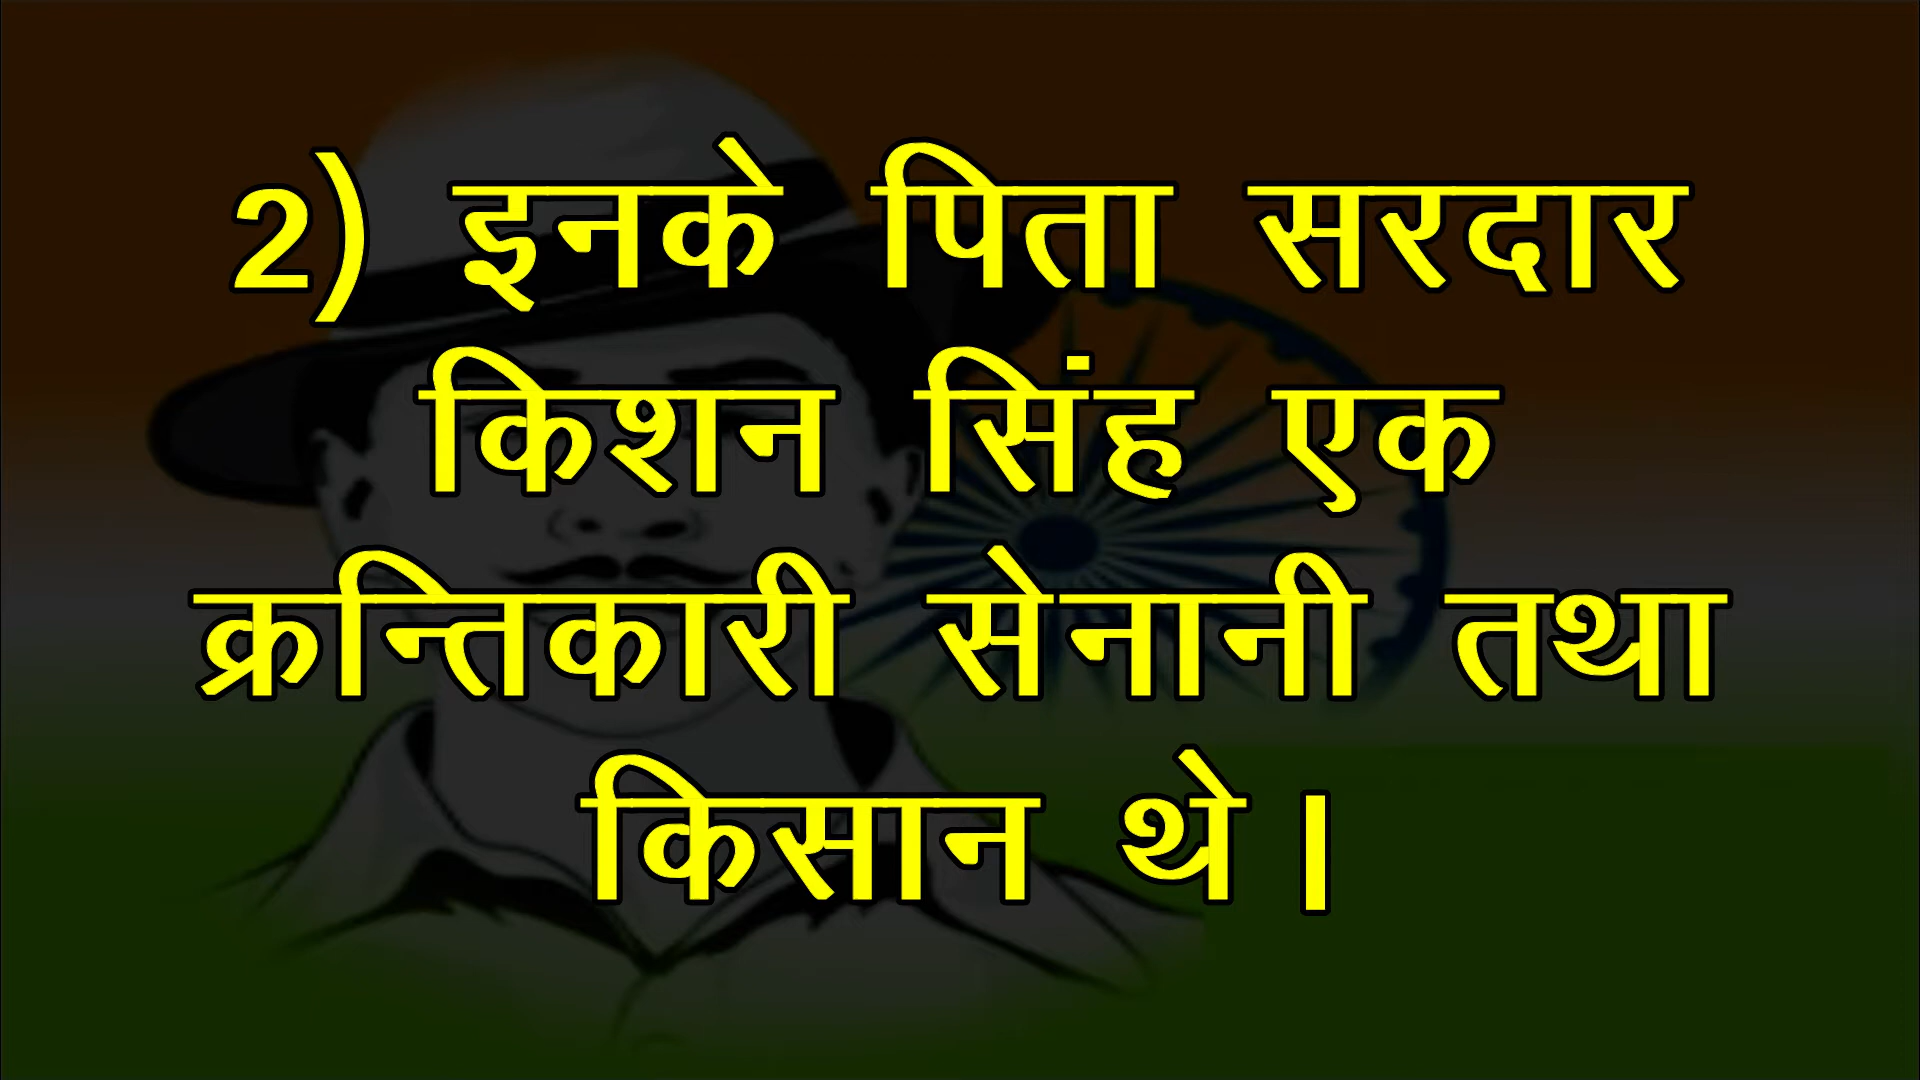 2) इनके पिता सरदार
किशन सिंह एक
क्रन्तिकारी सेनानी तथा
किसान थे।